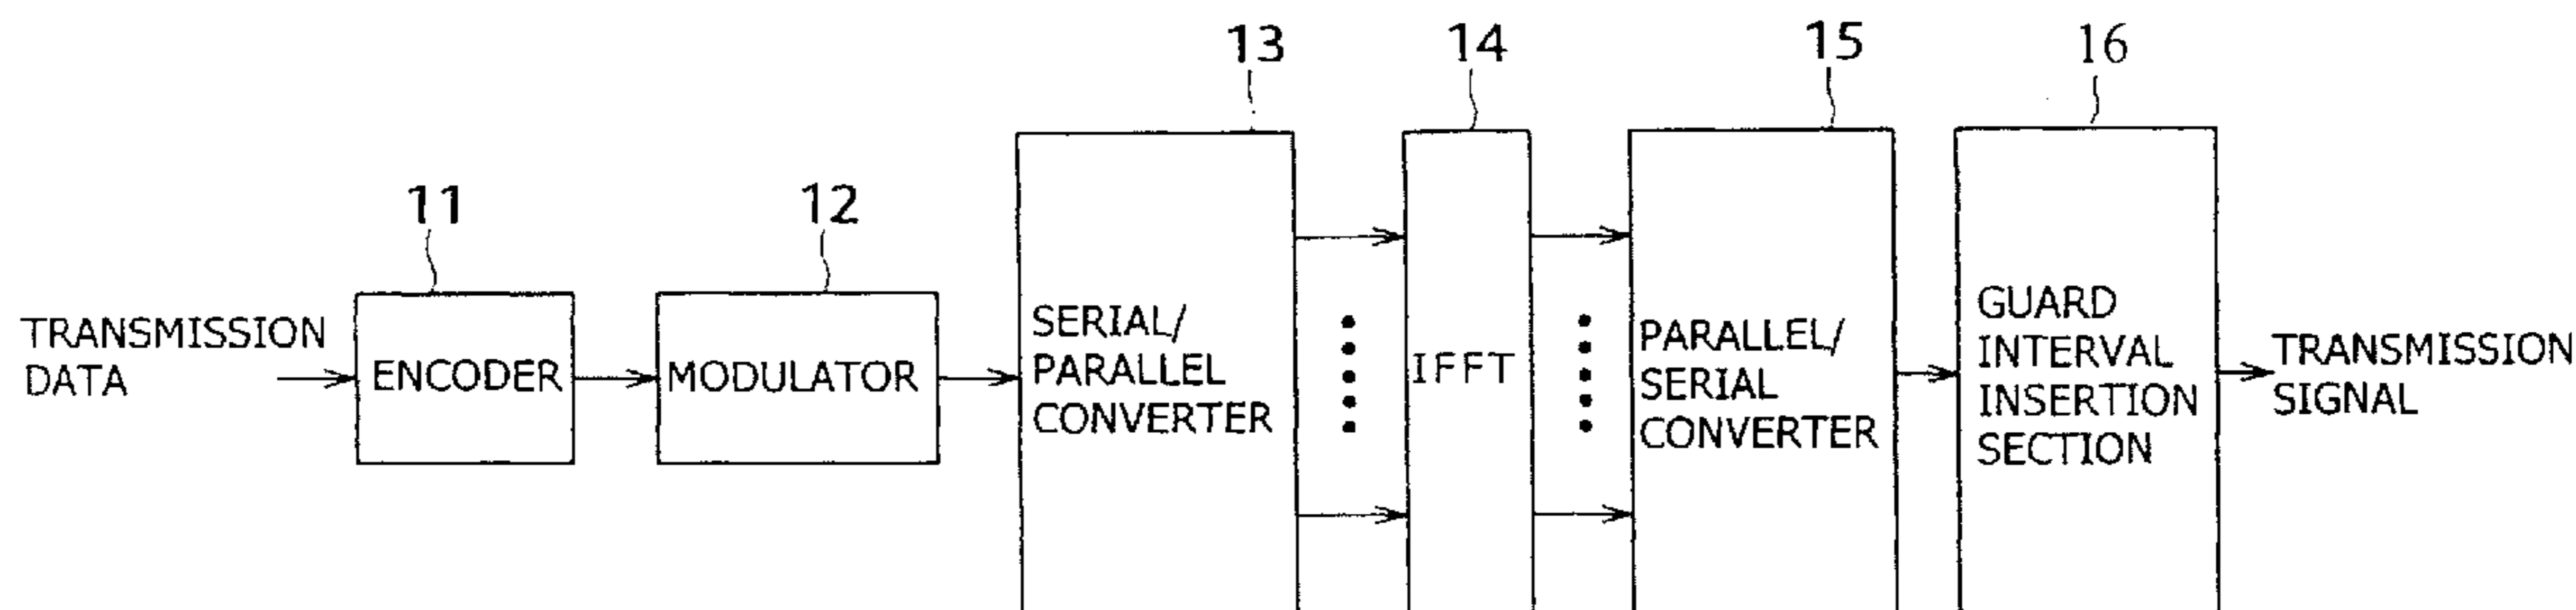 13
14
15
16
11
12
TRANSMISSION
DATA
ENCODER
MODULATOR
SERIAL/
PARALLEL
CONVERTER
IFFT
PARALLEL/
SERIAL
CONVERTER
GUARD
INTERVAL
INSERTION
SECTION
TRANSMISSION
SIGNAL